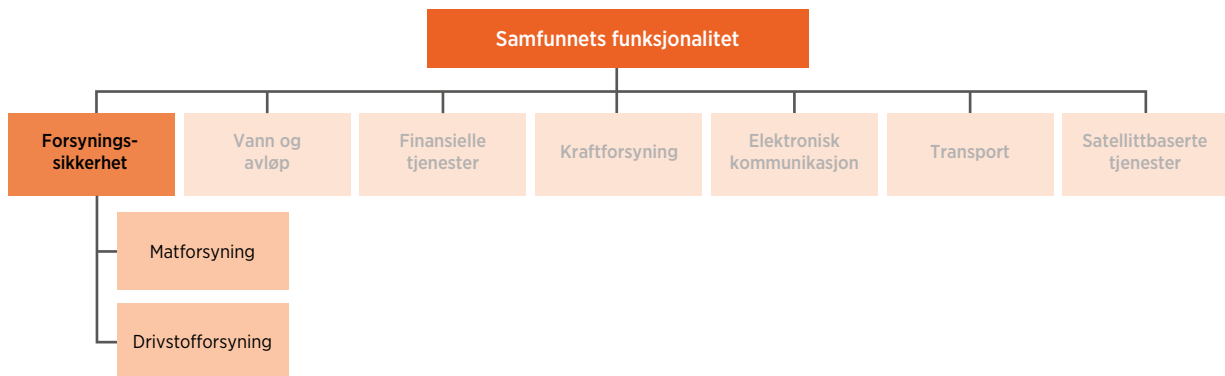 Samfunnets funksjonalitet
Forsynings-
sikkerhet
Vann og
avløp
Finansielle
tjenester
Kraftforsyning
Elektronisk
kommunikasjon
Transport
Satellittbaserte
tjenester
Matforsyning
Drivstofforsyning